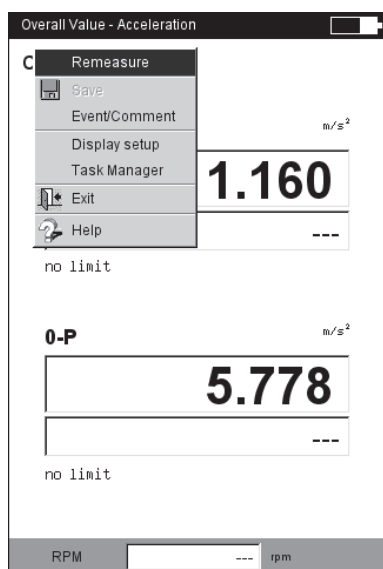 Overall Value - Acceleration
Remeasure
Save
Event/Comment
Display setup
Task Manager
Exit
Help
m/s²
1.160
---
no limit
0-P
m/s²
5.778
---
no limit
RPM --- rpm